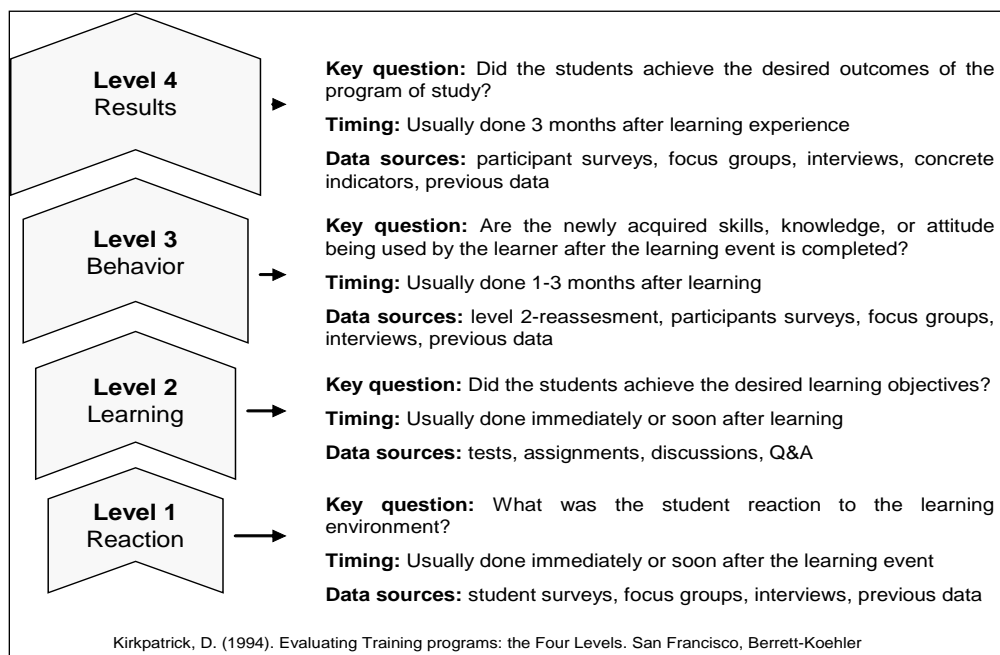 Level 4
Results
Key question: Did the students achieve the desired outcomes of the
program of study?
Timing: Usually done 3 months after learning experience
Data sources: participant surveys, focus groups, interviews, concrete
indicators, previous data
Level 3
Behavior
Key question: Are the newly acquired skills, knowledge, or attitude
being used by the learner after the learning event is completed?
Timing: Usually done 1-3 months after learning
Data sources: level 2-reassesment, participants surveys, focus groups,
interviews, previous data
Level 2
Learning
Key question: Did the students achieve the desired learning objectives?
Timing: Usually done immediately or soon after learning
Data sources: tests, assignments, discussions, Q&A
Level 1
Reaction
Key question: What was the student reaction to the learning
environment?
Timing: Usually done immediately or soon after the learning event
Data sources: student surveys, focus groups, interviews, previous data
Kirkpatrick, D. (1994). Evaluating Training programs: the Four Levels. San Francisco, Berrett-Koehler